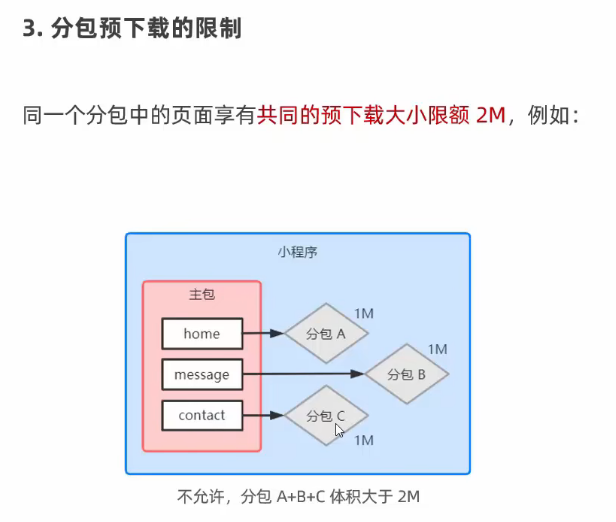 3. 分包预下载的限制
同一个分包中的页面享有共同的预下载大小限额 2M，例如：
小程序
主包
1M
home
分包 A
1M
message
分包 B
contact
分包 C
1M
不允许，分包 A+B+C 体积大于 2M